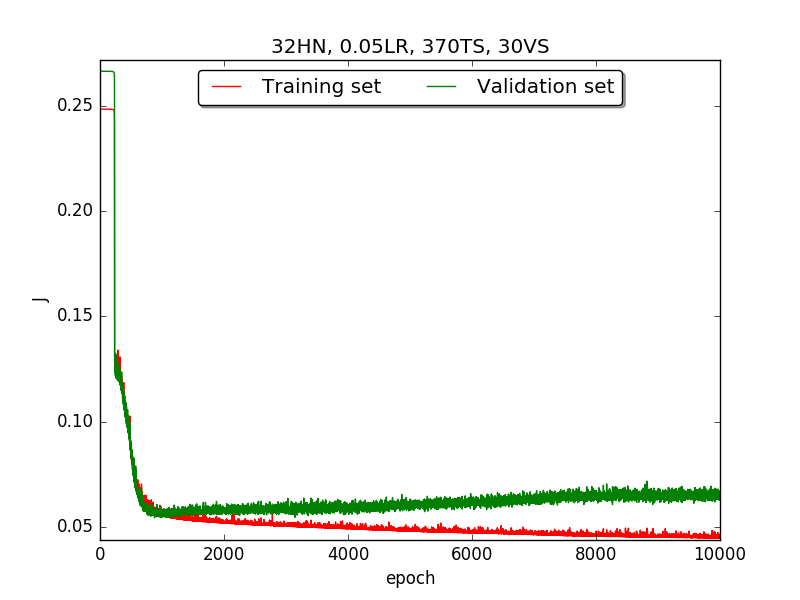 32HN, 0.05LR, 370TS, 30VS
Training set
Validation set
0.25
0.20
0.15
0.10
0.05
J
0 2000 4000 6000 8000 10000
epoch